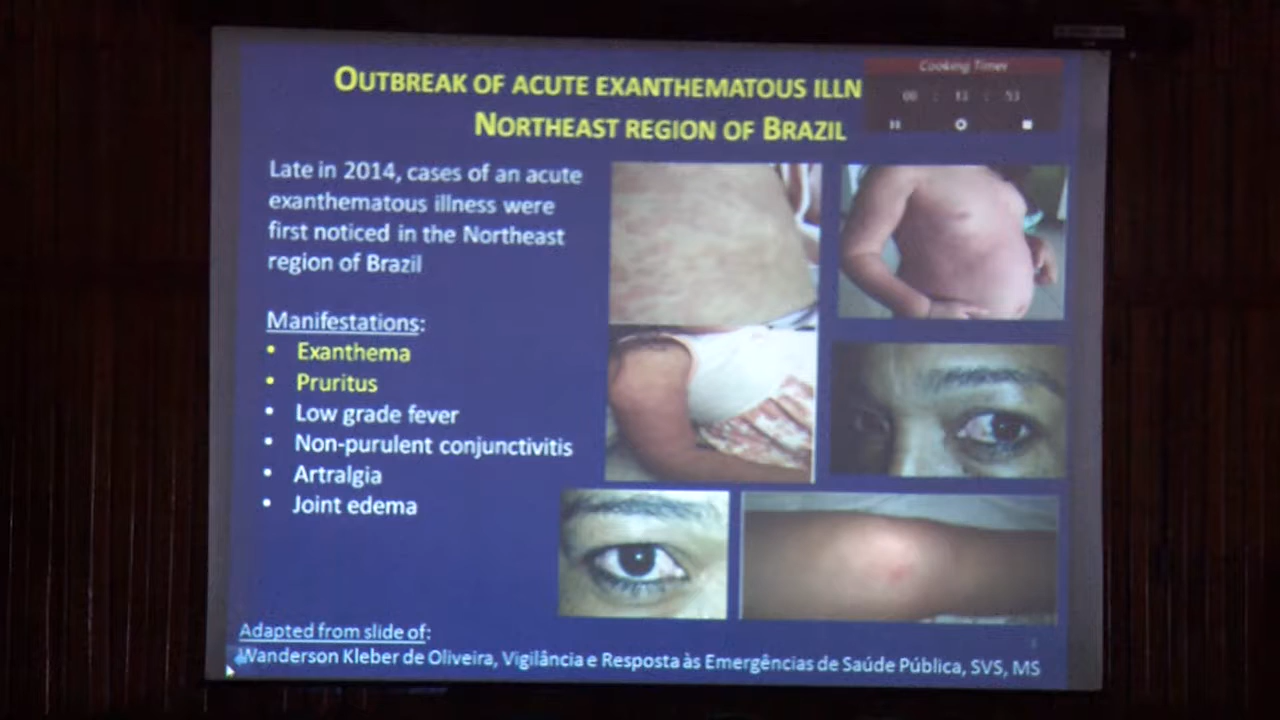 OUTBREAK OF ACUTE EXANTHEMATOUS ILLN
NORTHEAST REGION OF BRAZIL
Cooking Timer
00 : 13 : 53
Late in 2014, cases of an acute
exanthematous illness were
first noticed in the Northeast
region of Brazil
Manifestations:
• Exanthema
• Pruritus
• Low grade fever
• Non-purulent conjunctivitis
• Artralgia
• Joint edema
Adapted from slide of:
Wanderson Kleber de Oliveira, Vigilância e Resposta às Emergências de Saúde Pública, SVS, MS